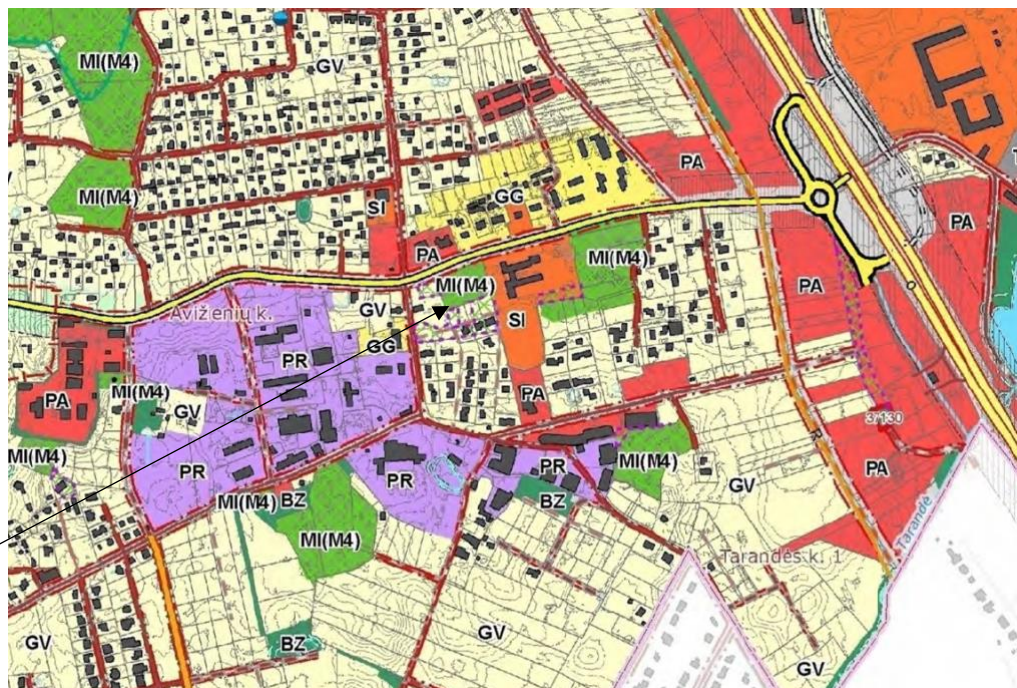 MI(M4)
GV
MI(M4)
PA
GG
PA
SI
PA
MI(M4)
MI(M4)
PA
Aviženių k.
GV
SI
GG
PR
PA
MI(M4)
GV
PA
3/130
PR
MI(M4)
PA
MI(M4)
PR
PR
MI(M4)
BZ
BZ
GV
MI(M4)
Tarandė
Tarandės k. 1
GV
BZ
GV
GV